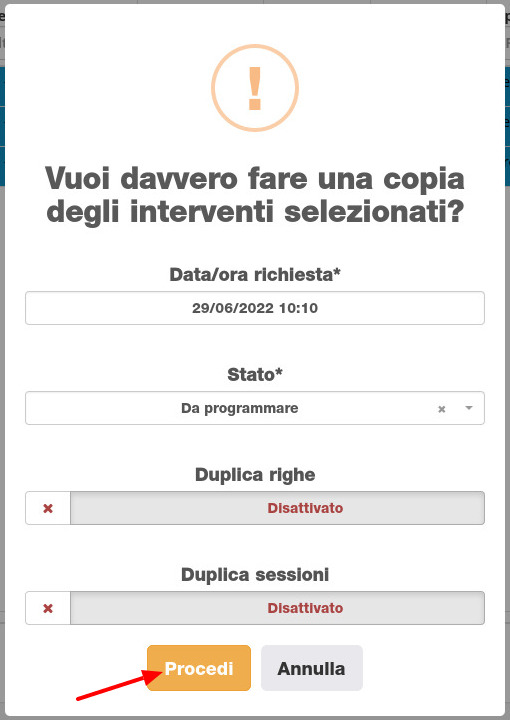 Vuoi davvero fare una copia
degli interventi selezionati?
Data/ora richiesta*
29/06/2022 10:10
Stato*
Da programmare
Duplica righe
Disattivato
Duplica sessioni
Disattivato
Procedi
Annulla